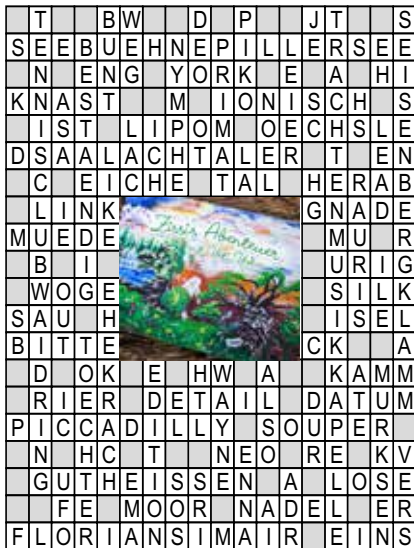 T BW D P JT S
SEEBUEHNEPILLERSEE
N ENG YORK E A HI
KNAST M IONISCH S
IST LIPOM OECHSLE
DSAALACHTALER T EN
C EICHE TAL HERAB
LINK GNADE
Abenteuer
MUEDE MU R
B I URIG
WOGE SILK
SAU H ISEL
BITTE CK A
D OK E HW A KAMM
RIER DETAIL DATUM
PICCADILLY SOUPER
N HC T NEO RE KV
GUTHEISSEN A LOSE
FE MOOR NADEL ER
FLORIANSIMAIR EINS